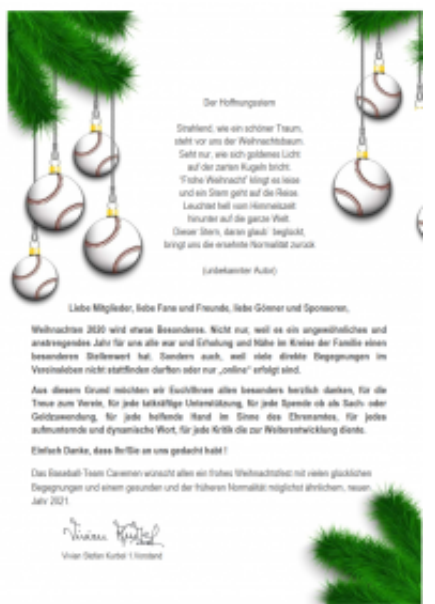 Der Hoffnungsstern
Strahlend, wie ein schöner Traum,
steht vor uns der Weihnachtsbaum.
Seht nur, wie sich goldenes Licht
auf der zarten Kugeln bricht.
"Frohe Weihnacht" klingt es leise
und ein Stern geht auf die Reise.
Leuchtet hell vom Himmelszelt
hinunter auf die ganze Welt.
Dieser Stern, daran glaub' beglückt,
bringt uns die ersehnte Normalität zurück
(unbekannter Autor)
Liebe Mitglieder, liebe Fans und Freunde, liebe Gönner und Sponsoren,
Weihnachten 2020 wird etwas Besonderes. Nicht nur, weil es ein ungewöhnliches und
anstrengendes Jahr für uns alle war und Erholung und Nähe im Kreise der Familie einen
besonderen Stellenwert hat. Sondern auch, weil viele direkte Begegnungen im
Vereinsleben nicht stattfinden durften oder nur „online" erfolgt sind.
Aus diesem Grund möchten wir Euch/Ihnen allen besonders herzlich danken, für die
Treue zum Verein, für jede tatkräftige Unterstützung, für jede Spende ob als Sach- oder
Geldzuwendung, für jede helfende Hand im Sinne des Ehrenamtes, für jedes
aufmunternde und dynamische Wort, für jede Kritik die zur Weiterentwicklung diente.
Einfach Danke, dass Ihr/Sie an uns gedacht habt !
Das Baseball-Team Cavemen wünscht allen ein frohes Weihnachtsfest mit vielen glücklichen
Begegnungen und einem gesunden und der früheren Normalität möglichst ähnlichem, neuen
Jahr 2021.
Vivian Stefan 1.Vorstand